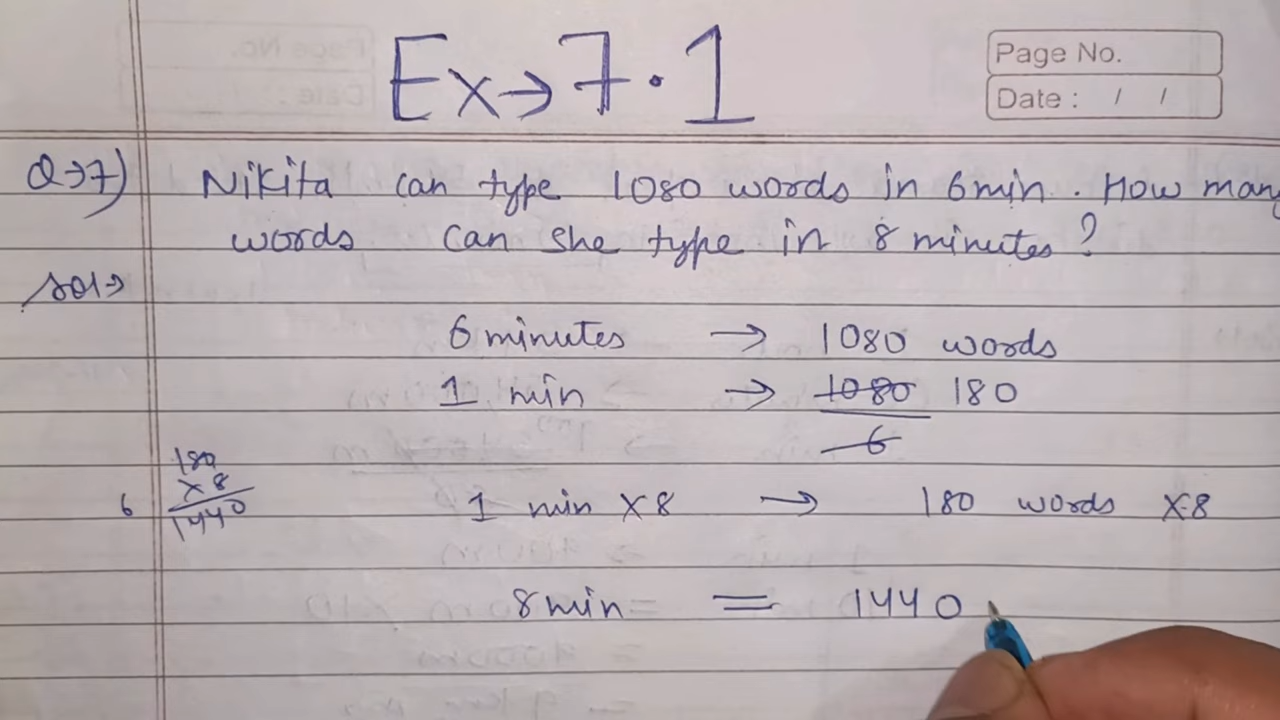 Ex→7.1
Page No.
Date : / /
Q→7) Nikita can type 1080 words in 6min. How many
words can she type in 8 minutes?
Sol→
6 minutes → 1080 words
1 min → 1080 180
6
180
x 8
6 1440
1 min x 8 → 180 words x 8
8min = 1440